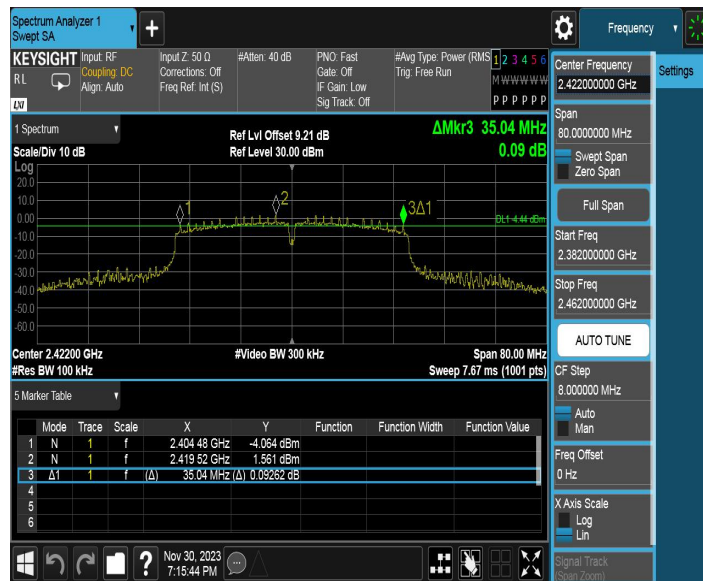 Spectrum Analyzer 1
Swept SA
+
Frequency
KEYSIGHT
RL
LXI
Input: RF
Coupling: DC
Align: Auto
Input Z: 50 Ω
Corrections: Off
Freq Ref: Int (S)
#Atten: 40 dB
PNO: Fast
Gate: Off
IF Gain: Low
Sig Track: Off
#Avg Type: Power (RMS
Trig: Free Run
1 2 3 4 5 6
M W W W W W
P P P P P P
1 Spectrum
Scale/Div 10 dB
Ref Lvl Offset 9.21 dB
Ref Level 30.00 dBm
ΔMkr3 35.04 MHz
0.09 dB
Log
20.0
10.0
0.00
-10.0
-20.0
-30.0
-40.0
-50.0
-60.0
1
2
3Δ1
DL1 -4.44 dBm
Center 2.42200 GHz
#Res BW 100 kHz
#Video BW 300 kHz
Span 80.00 MHz
Sweep 7.67 ms (1001 pts)
5 Marker Table
Mode Trace Scale X Y Function Function Width Function Value
1 N 1 f 2.404 48 GHz -4.064 dBm
2 N 1 f 2.419 52 GHz 1.561 dBm
3 Δ1 1 f (Δ) 35.04 MHz (Δ) 0.09262 dB
4
5
6
?
Nov 30, 2023
7:15:44 PM
Center Frequency
2.422000000 GHz
Span
80.0000000 MHz
Swept Span
Zero Span
Full Span
Start Freq
2.382000000 GHz
Stop Freq
2.462000000 GHz
AUTO TUNE
CF Step
8.000000 MHz
Auto
Man
Freq Offset
0 Hz
X Axis Scale
Log
Lin
Signal Track
(Span Zoom)
Settings